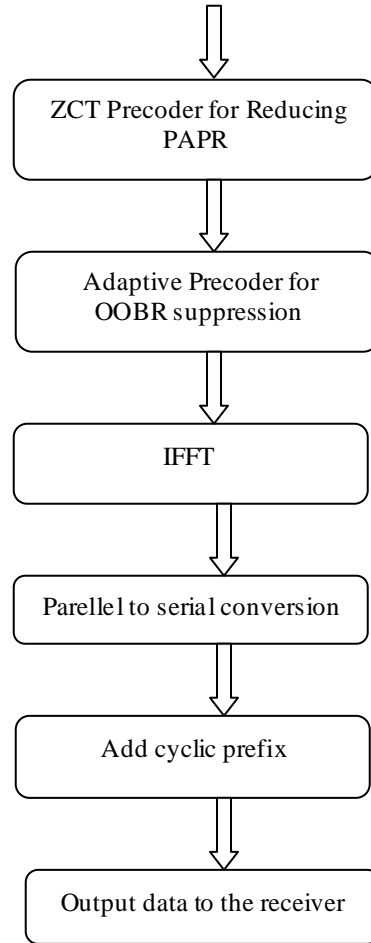 ZCT Precoder for Reducing
PAPR
Adaptive Precoder for
OOBR suppression
IFFT
Parellel to serial conversion
Add cyclic prefix
Output data to the receiver